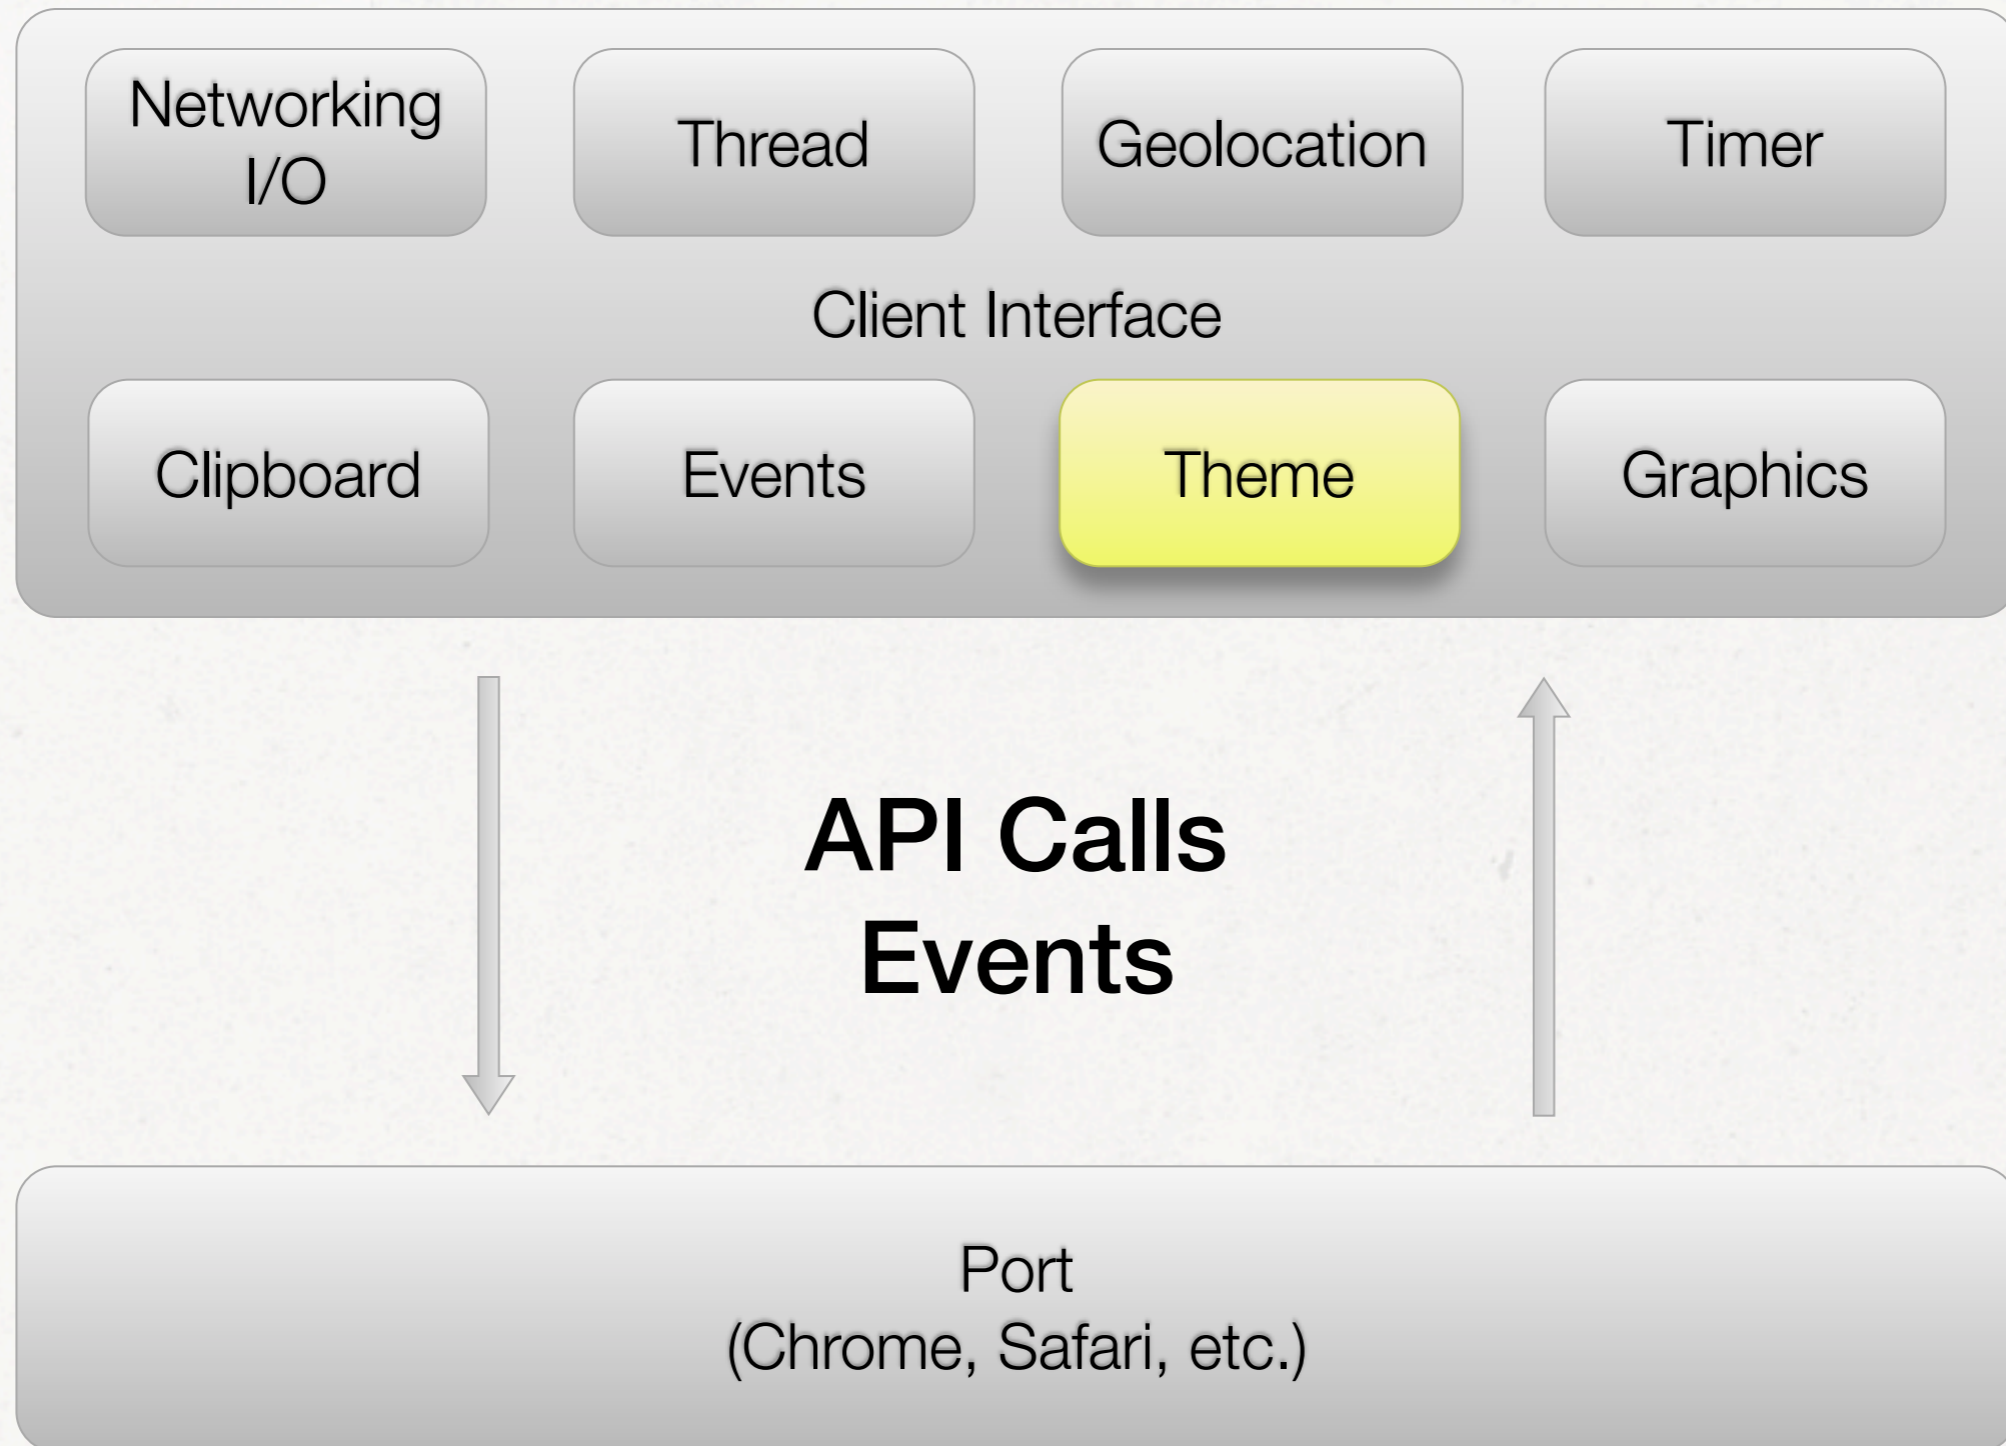 Networking
I/O
Thread
Geolocation
Timer
Client Interface
Clipboard
Events
Theme
Graphics
API Calls
Events
Port
(Chrome, Safari, etc.)